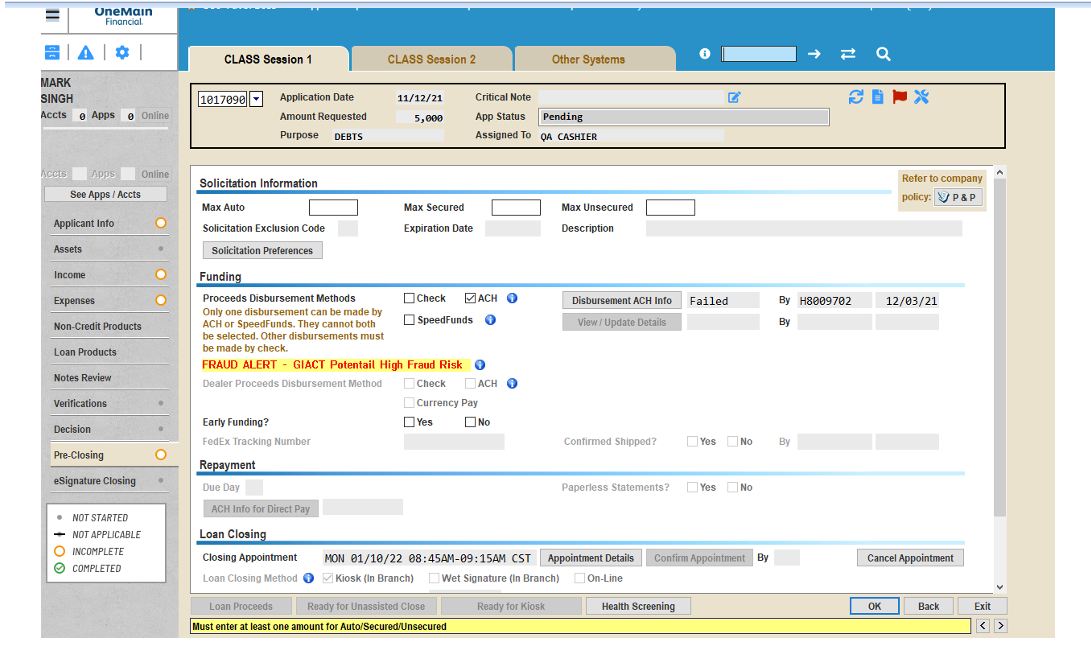 OneMain
Financial.
CLASS Session 1
CLASS Session 2
Other Systems
MARK
SINGH
Accts 0 Apps 0 Online
Accts Apps Online
See Apps / Accts
Applicant Info
Assets
Income
Expenses
Non-Credit Products
Loan Products
Notes Review
Verifications
Decision
Pre-Closing
eSignature Closing
NOT STARTED
NOT APPLICABLE
INCOMPLETE
COMPLETED
1017090 Application Date 11/12/21 Critical Note
Amount Requested 5,000 App Status Pending
Purpose DEBTS Assigned To QA CASHIER
Solicitation Information
Refer to company
policy: P & P
Max Auto Max Secured Max Unsecured
Solicitation Exclusion Code Expiration Date Description
Solicitation Preferences
Funding
Proceeds Disbursement Methods Check ACH Disbursement ACH Info Failed By H8009702 12/03/21
Only one disbursement can be made by
ACH or SpeedFunds. They cannot both
be selected. Other disbursements must
be made by check.
SpeedFunds View / Update Details By
FRAUD ALERT - GIACT Potentail High Fraud Risk
Dealer Proceeds Disbursement Method Check ACH
Currency Pay
Early Funding? Yes No
FedEx Tracking Number Confirmed Shipped? Yes No By
Repayment
Due Day Paperless Statements? Yes No
ACH Info for Direct Pay
Loan Closing
Closing Appointment MON 01/10/22 08:45AM-09:15AM CST Appointment Details Confirm Appointment By Cancel Appointment
Loan Closing Method Kiosk (In Branch) Wet Signature (In Branch) On-Line
Loan Proceeds Ready for Unassisted Close Ready for Kiosk Health Screening OK Back Exit
Must enter at least one amount for Auto/Secured/Unsecured